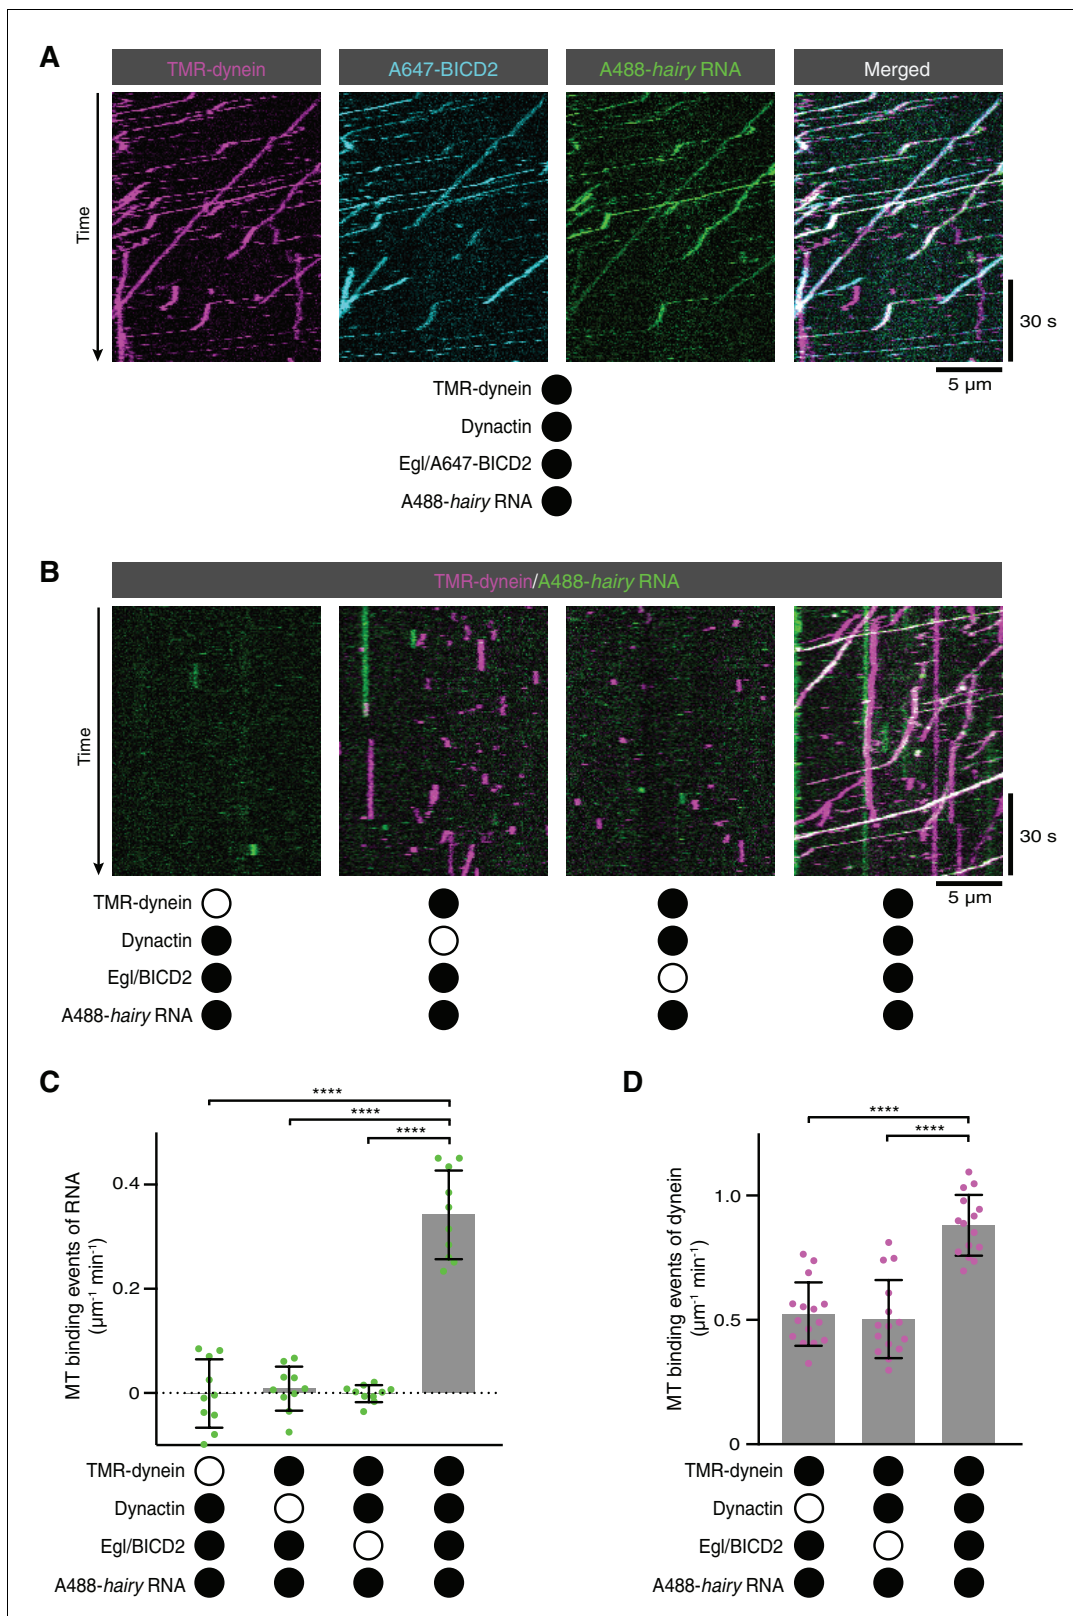 A
TMR-dynein
A647-BICD2
A488-hairy RNA
Merged
Time
30 s
5 µm
TMR-dynein
Dynactin
Egl/A647-BICD2
A488-hairy RNA
B
TMR-dynein/A488-hairy RNA
Time
30 s
5 µm
TMR-dynein
Dynactin
Egl/BICD2
A488-hairy RNA
C
****
****
****
MT binding events of RNA
(µm⁻¹ min⁻¹)
0.4
0.2
0
TMR-dynein
Dynactin
Egl/BICD2
A488-hairy RNA
D
****
****
MT binding events of dynein
(µm⁻¹ min⁻¹)
1.0
0.5
0
TMR-dynein
Dynactin
Egl/BICD2
A488-hairy RNA